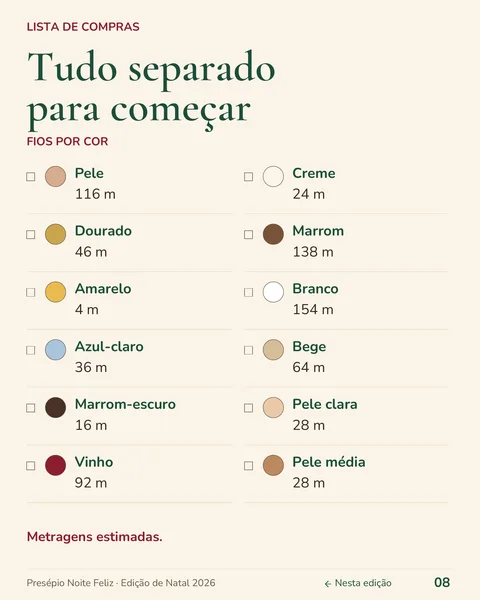 LISTA DE COMPRAS
Tudo separado
para começar
FIOS POR COR
Pele
116 m
Creme
24 m
Dourado
46 m
Marrom
138 m
Amarelo
4 m
Branco
154 m
Azul-claro
36 m
Bege
64 m
Marrom-escuro
16 m
Pele clara
28 m
Vinho
92 m
Pele média
28 m
Metragens estimadas.
Presépio Noite Feliz · Edição de Natal 2026
← Nesta edição
08